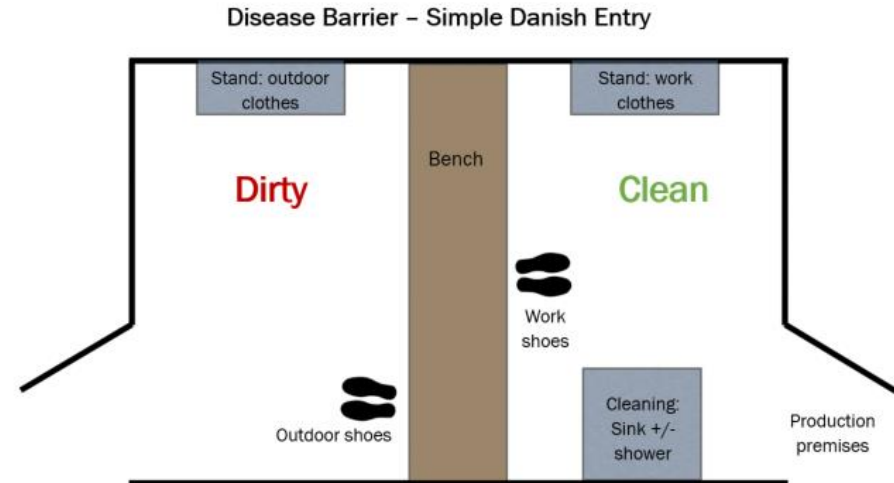 Disease Barrier – Simple Danish Entry
Stand: outdoor
clothes
Stand: work
clothes
Bench
Dirty
Clean
Work
shoes
Outdoor shoes
Cleaning:
Sink +/-
shower
Production
premises